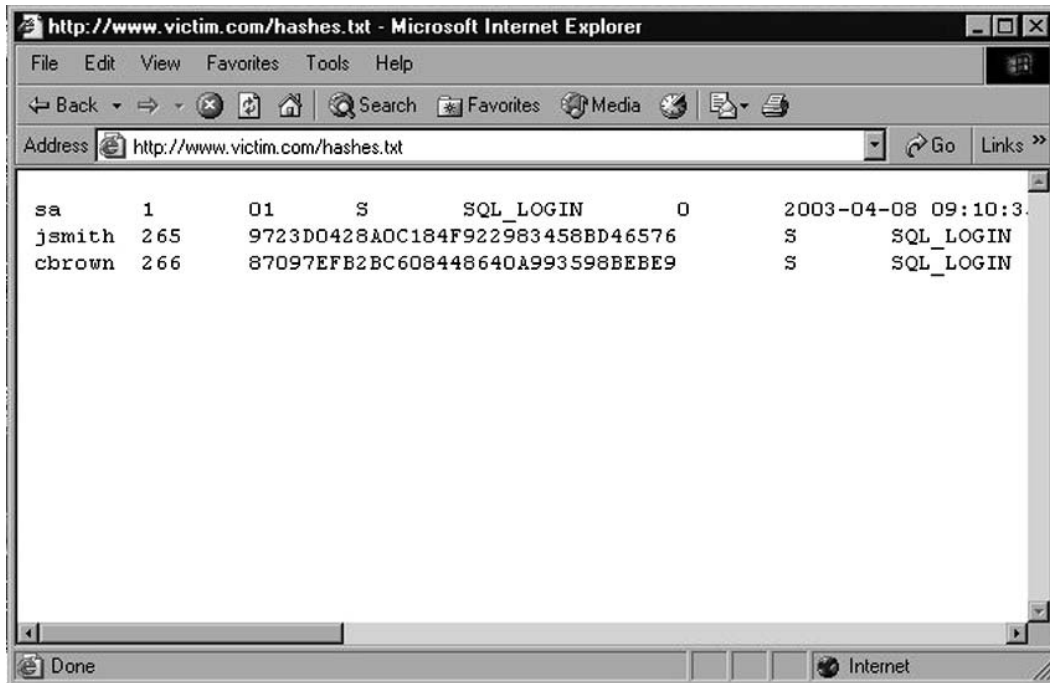 http://www.victim.com/hashes.txt - Microsoft Internet Explorer
File Edit View Favorites Tools Help
Back Search Favorites Media
Address http://www.victim.com/hashes.txt Go Links »
sa 1 01 S SQL_LOGIN 0 2003-04-08 09:10:3
jsmith 265 9723D0428A0C184F922983458BD46576 S SQL_LOGIN
cbrown 266 87097EFB2BC608448640A993598BEBE9 S SQL_LOGIN
Done Internet